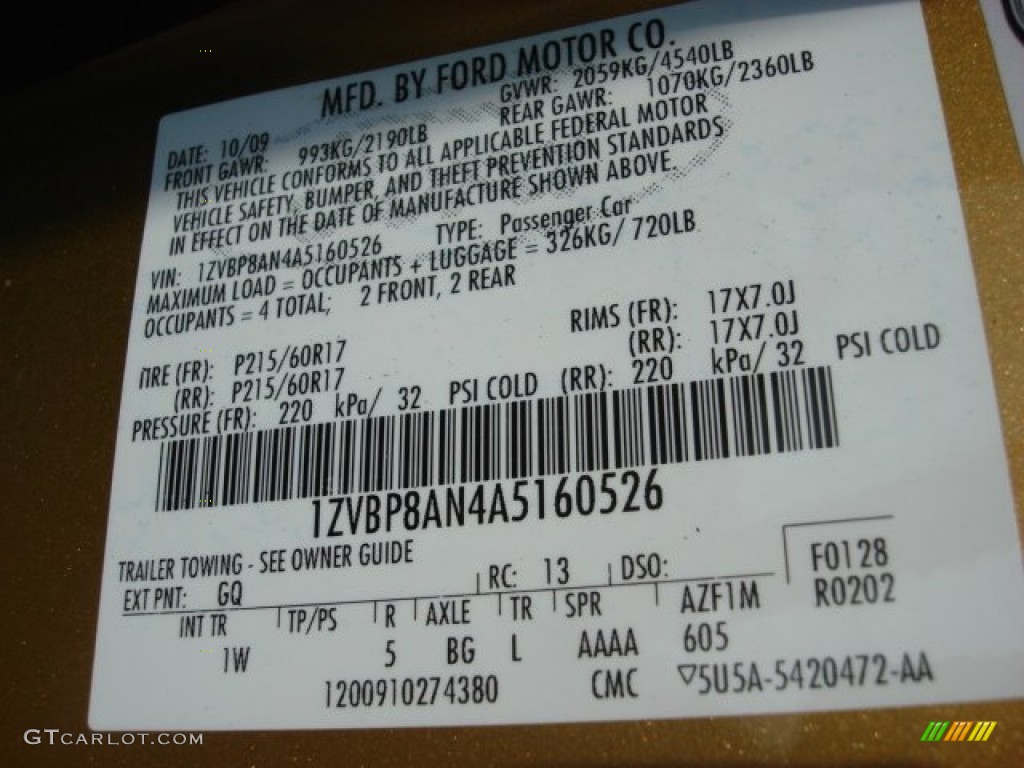 MFD. BY FORD MOTOR CO.
DATE: 10/09 GVWR: 2059KG/4540LB
FRONT GAWR: 993KG/2190LB REAR GAWR: 1070KG/2360LB
THIS VEHICLE CONFORMS TO ALL APPLICABLE FEDERAL MOTOR
VEHICLE SAFETY, BUMPER, AND THEFT PREVENTION STANDARDS
IN EFFECT ON THE DATE OF MANUFACTURE SHOWN ABOVE.
VIN: 1ZVBP8AN4A5160526 TYPE: Passenger Car
MAXIMUM LOAD = OCCUPANTS + LUGGAGE = 326KG/ 720LB
OCCUPANTS = 4 TOTAL; 2 FRONT, 2 REAR
TIRE (FR): P215/60R17 RIMS (FR): 17X7.0J
(RR): P215/60R17 (RR): 17X7.0J
PRESSURE (FR): 220 kPa/ 32 PSI COLD (RR): 220 kPa/ 32 PSI COLD
1ZVBP8AN4A5160526
TRAILER TOWING - SEE OWNER GUIDE
EXT PNT: GQ RC: 13 DSO: F0128
INT TR TP/PS R AXLE TR SPR AZF1M R0202
1W 5 BG L AAAA 605
1200910274380 CMC ▽5U5A-5420472-AA
GTCARLOT.COM